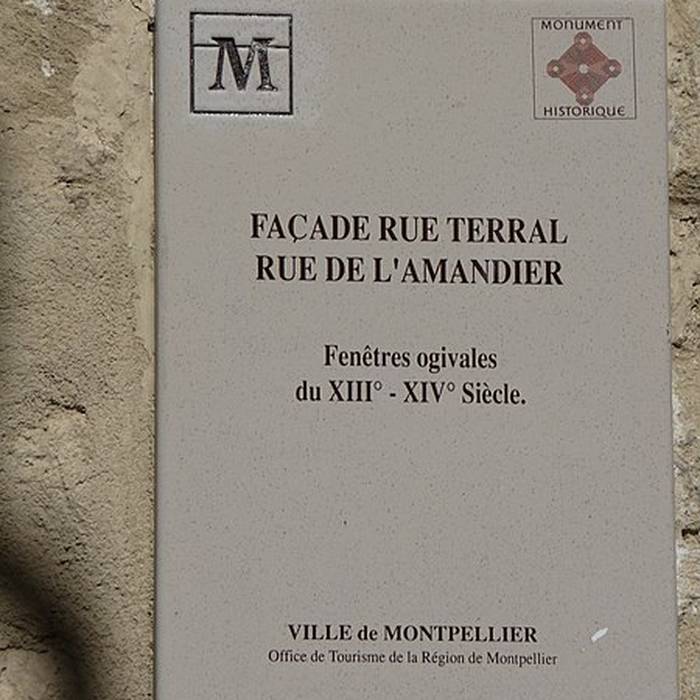 M
MONUMENT
HISTORIQUE
FAÇADE RUE TERRAL
RUE DE L'AMANDIER
Fenêtres ogivales
du XIII° - XIV° Siècle.
VILLE de MONTPELLIER
Office de Tourisme de la Région de Montpellier